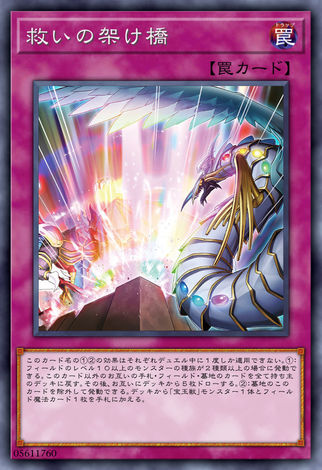 救いの架け橋
トラップ
罠
【罠カード】
このカード名の①②の効果はそれぞれデュエル中に１度しか適用できない。①：
フィールドのレベル１０以上のモンスターの種族が２種類以上の場合に発動で
きる。このカード以外のお互いの手札・フィールド・墓地のカードを全て持ち主
のデッキに戻す。その後、お互いにデッキから５枚ドローする。②：墓地のこ
のカードを除外して発動できる。デッキから「宝玉獣」モンスター１体とフィール
ド魔法カード１枚を手札に加える。
05611760